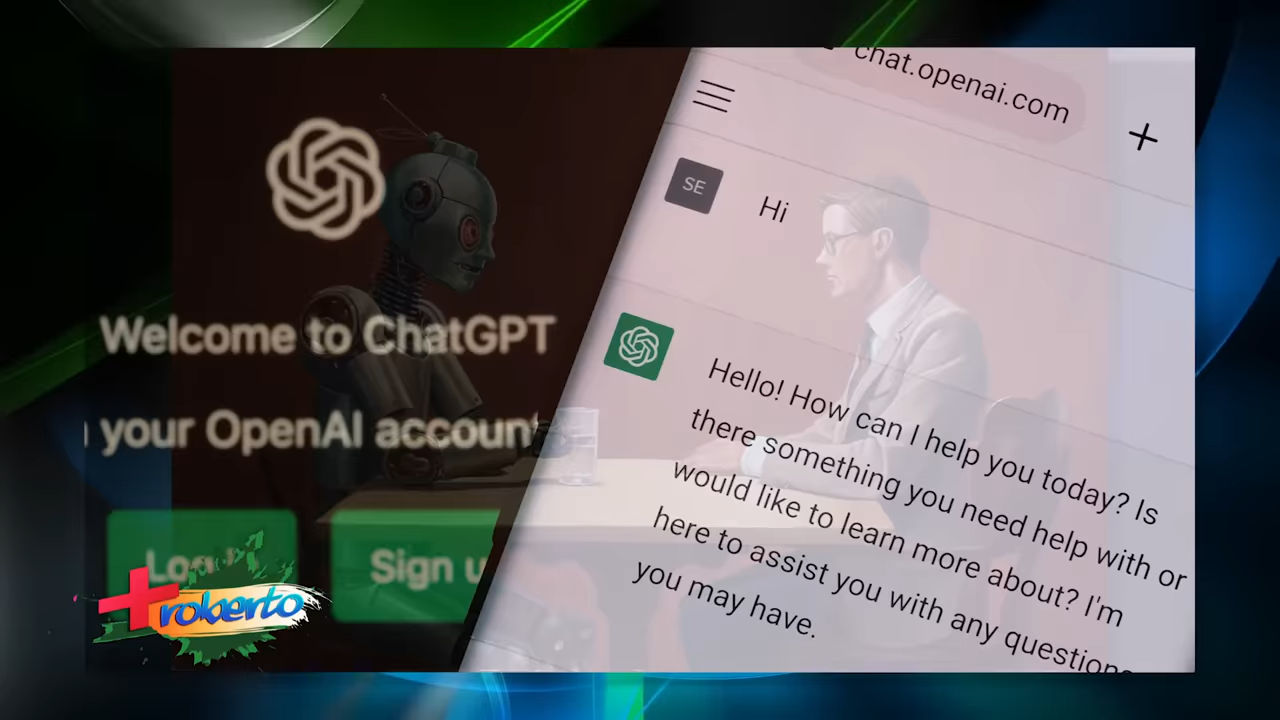 Welcome to ChatGPT
your OpenAI account
Log in
Sign u
roberto
chat.openai.com
SE
Hi
Hello! How can I help you today? Is
there something you need help with or
would like to learn more about? I'm
here to assist you with any questions
you may have.